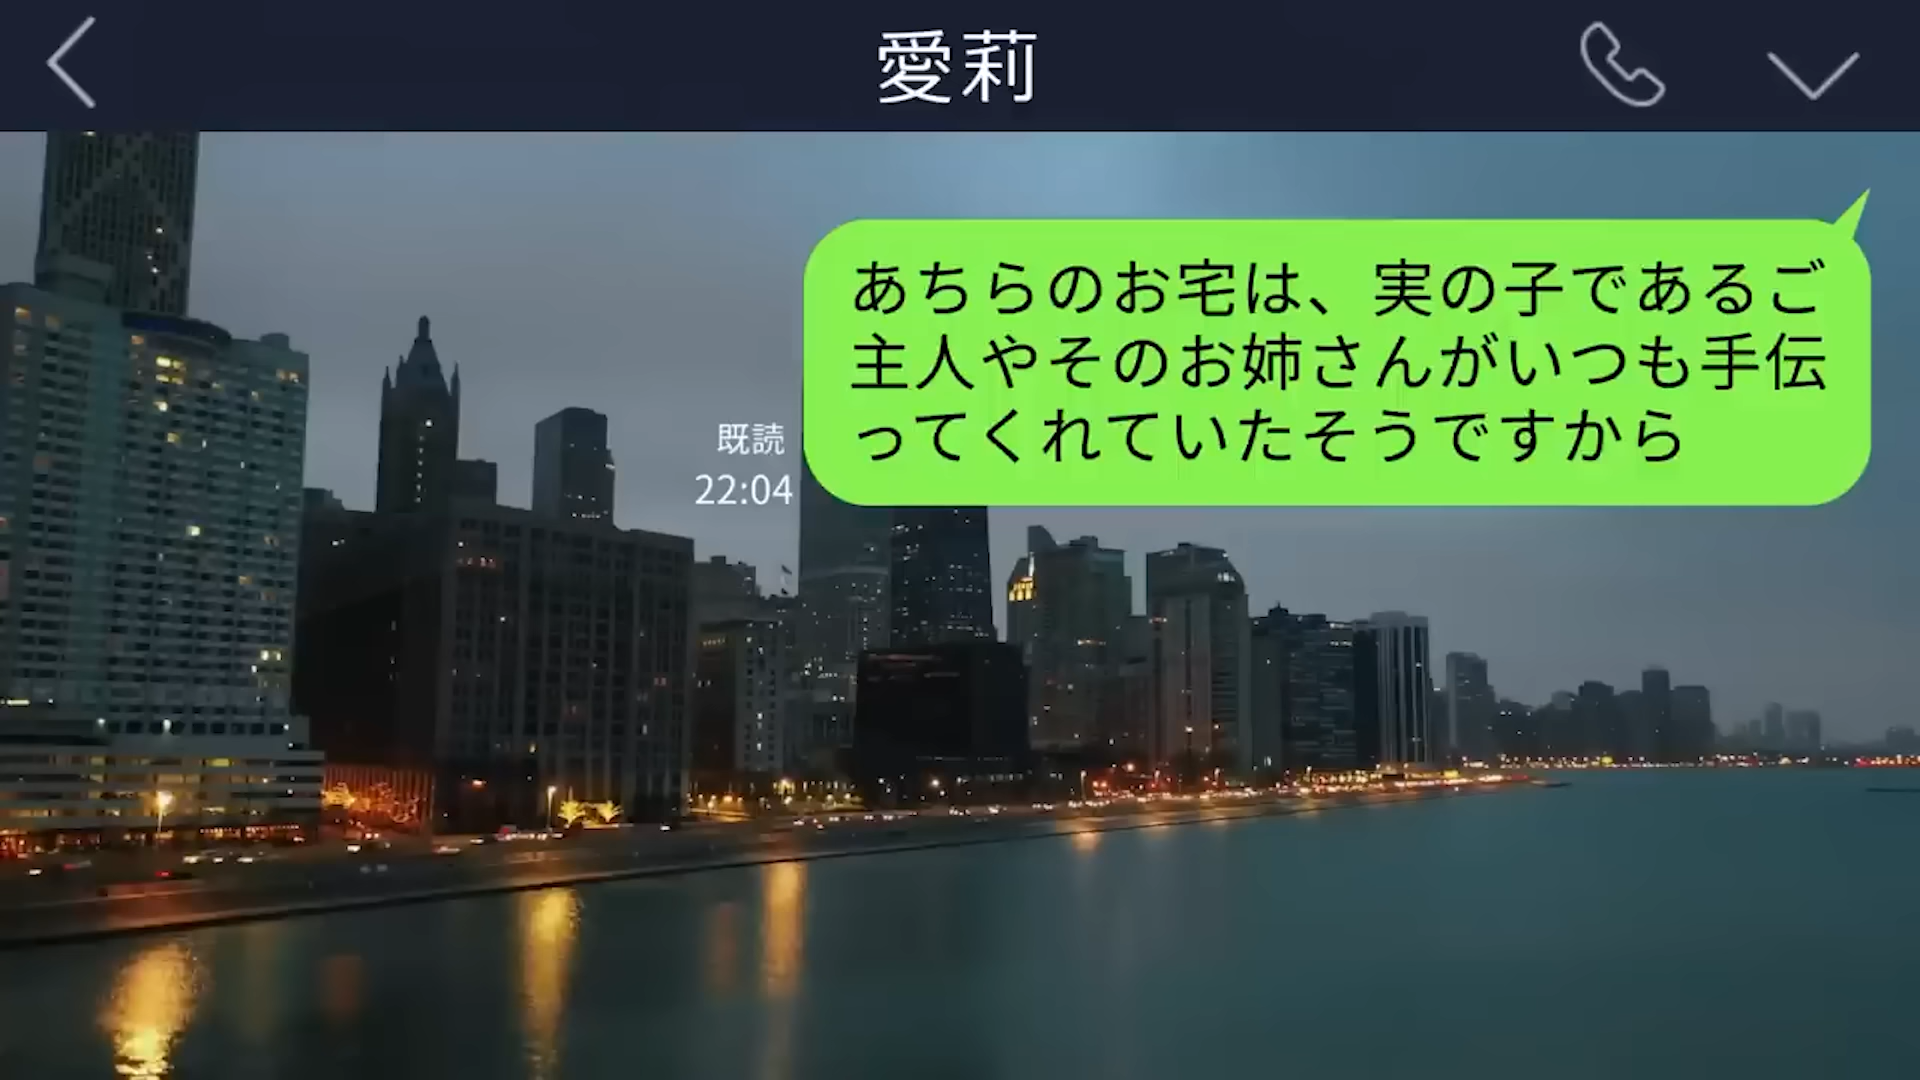 愛莉
あちらのお宅は、実の子であるご
主人やそのお姉さんがいつも手伝
ってくれていたそうですから
既読
22:04